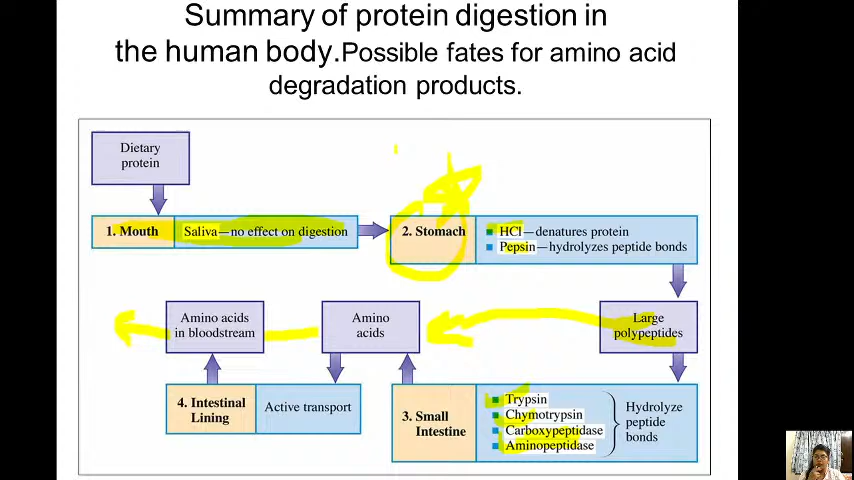 Summary of protein digestion in
the human body.Possible fates for amino acid
degradation products.
Dietary
protein
1. Mouth
Saliva—no effect on digestion
2. Stomach
HCl—denatures protein
Pepsin—hydrolyzes peptide bonds
Amino acids
in bloodstream
Amino
acids
Large
polypeptides
4. Intestinal
Lining
Active transport
3. Small
Intestine
Trypsin
Chymotrypsin
Carboxypeptidase
Aminopeptidase
Hydrolyze
peptide
bonds